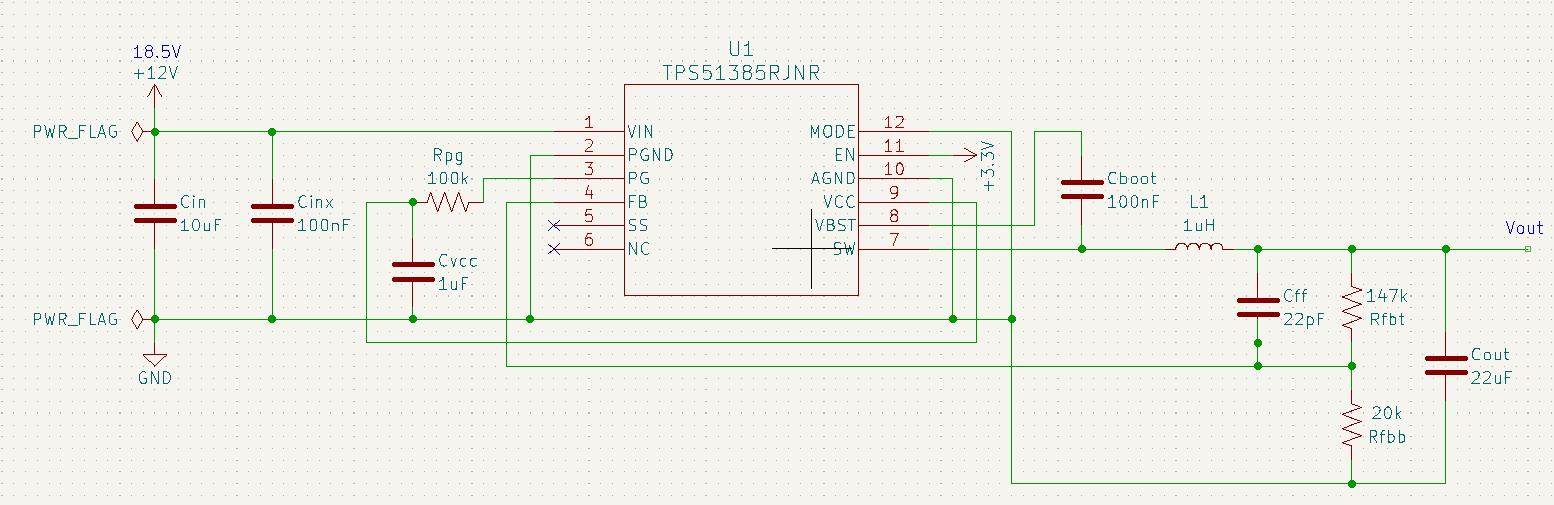 18.5V
+12V
U1
TPS51385RJNR
PWR_FLAG
1
VIN
2
PGND
3
PG
4
FB
5
SS
6
NC
MODE
12
EN
11
AGND
10
VCC
9
VBST
8
SW
7
+3.3V
Rpg
100k
Cin
10uF
Cinx
100nF
Cvcc
1uF
Cboot
100nF
L1
1uH
Vout
PWR_FLAG
GND
Cff
22pF
147k
Rfbt
Cout
22uF
20k
Rfbb